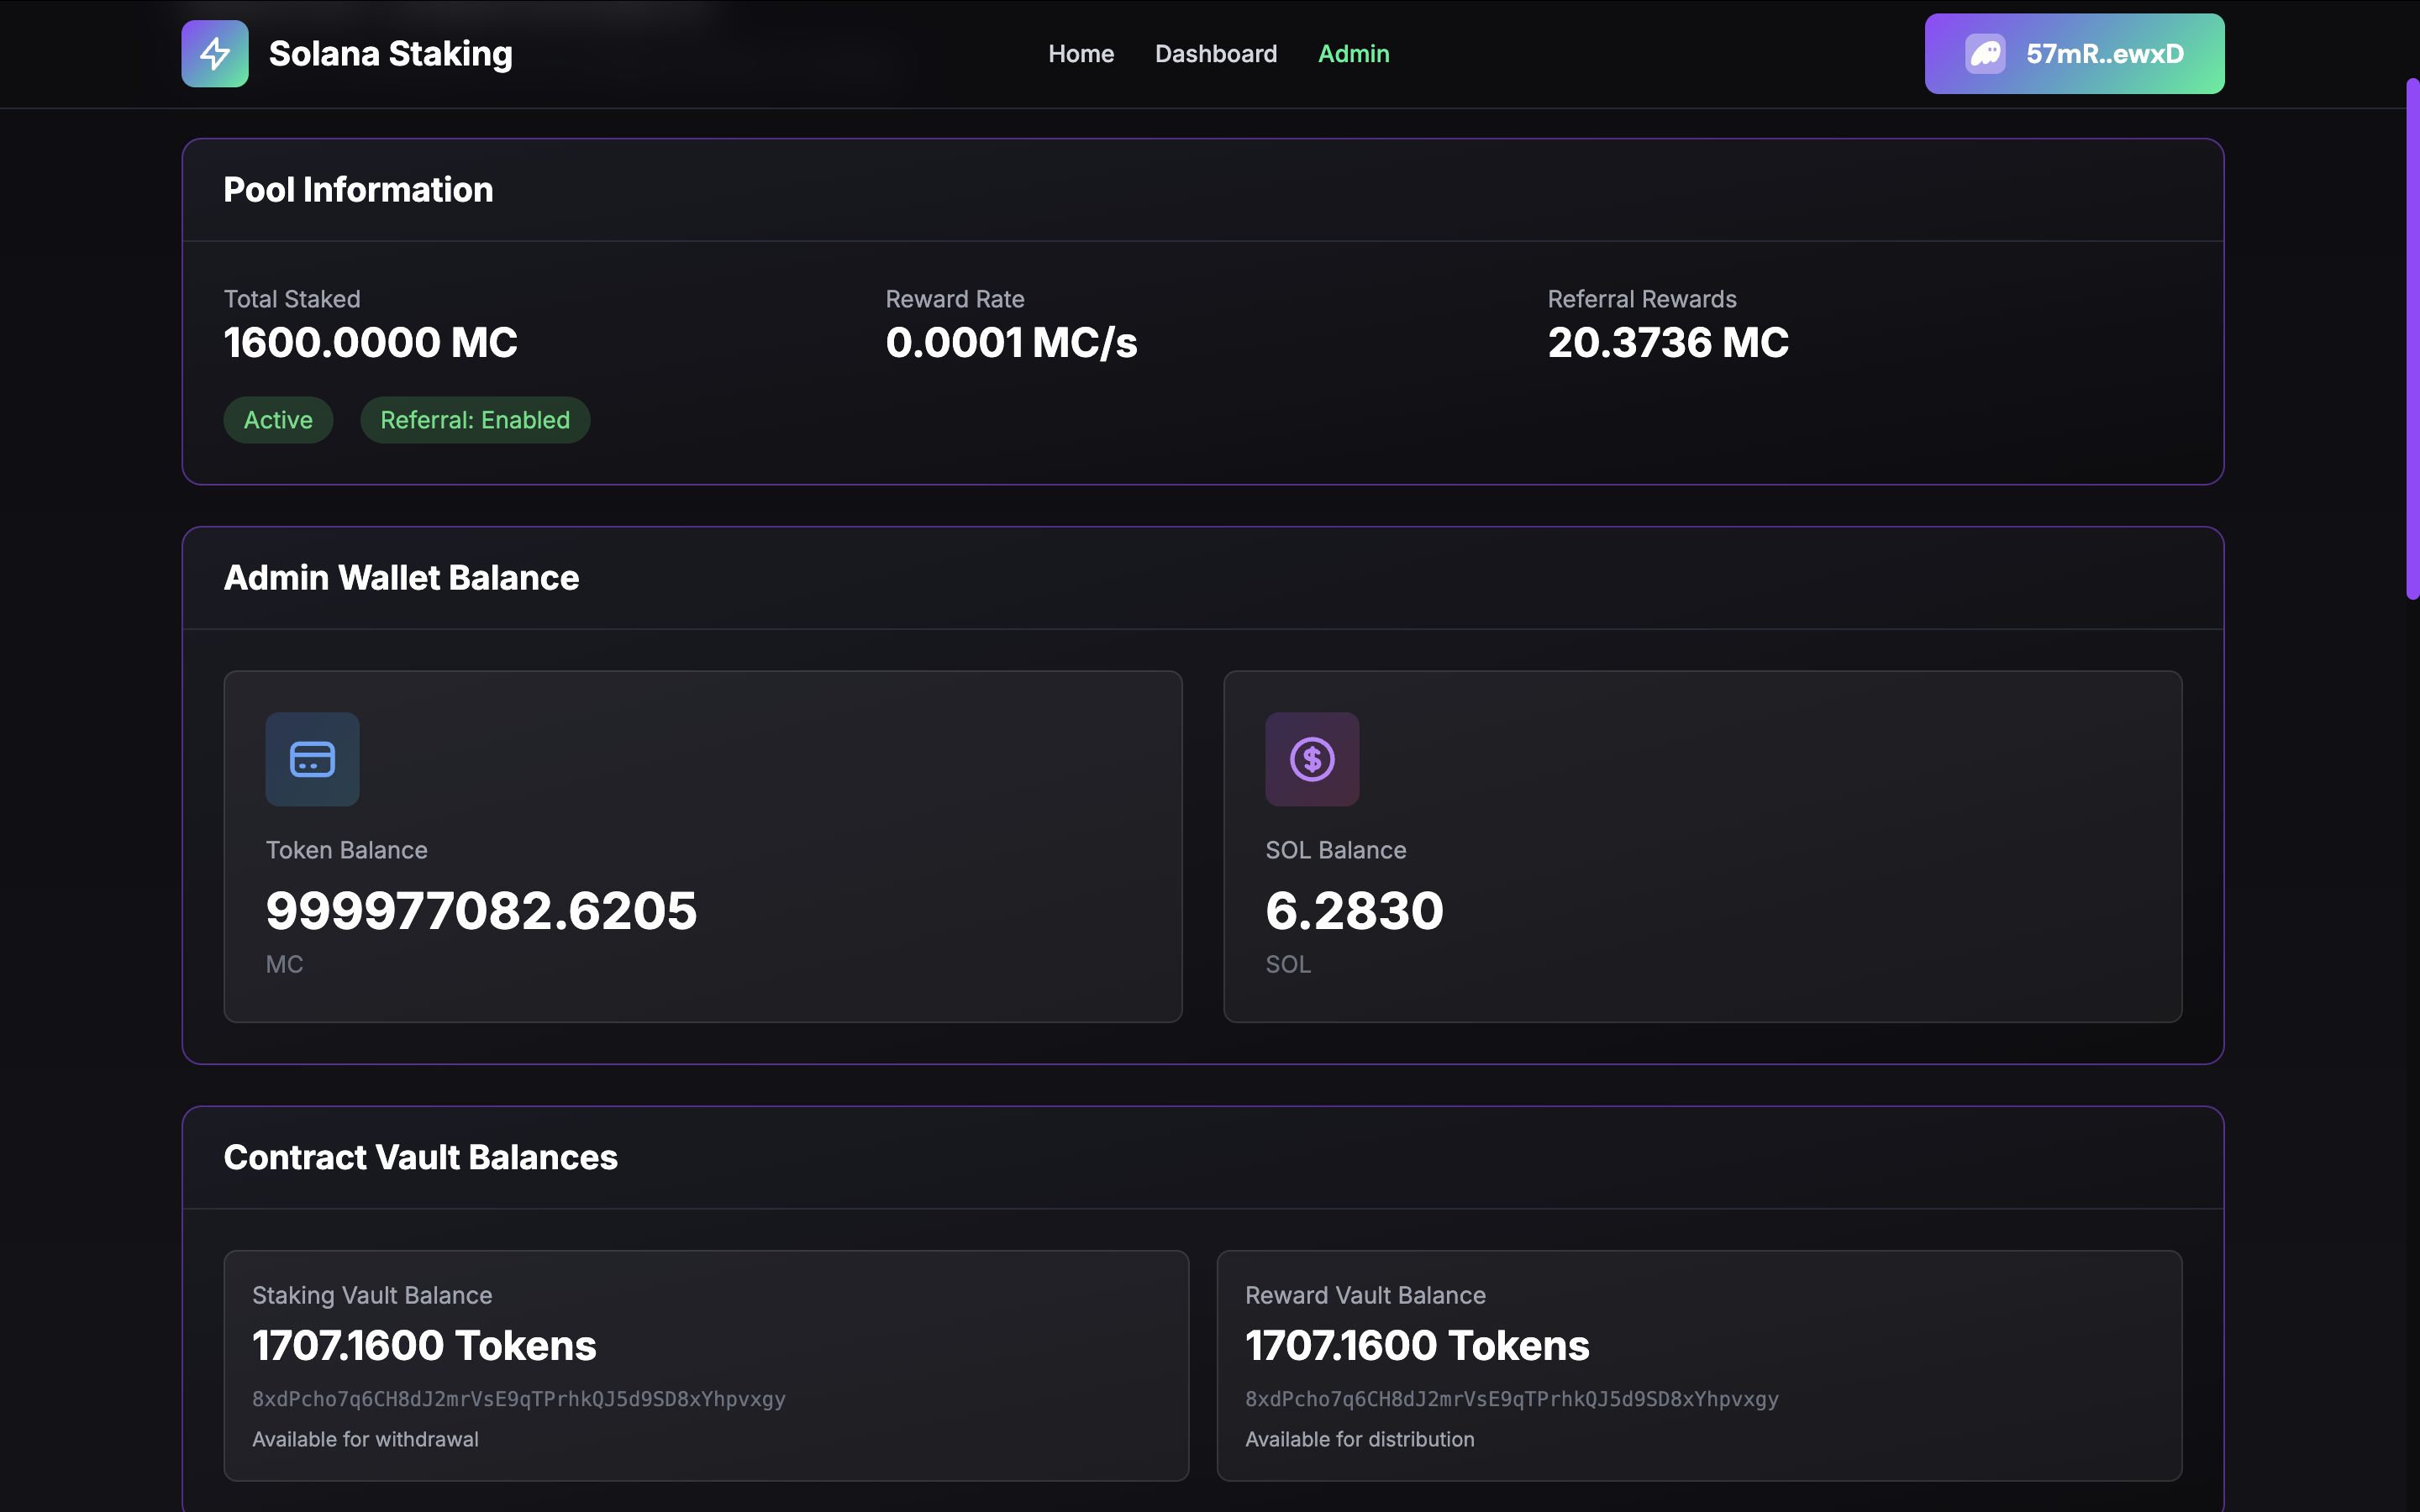 Solana Staking
Home
Dashboard
Admin
57mR..ewxD
Pool Information
Total Staked
1600.0000 MC
Reward Rate
0.0001 MC/s
Referral Rewards
20.3736 MC
Active
Referral: Enabled
Admin Wallet Balance
Token Balance
999977082.6205
MC
SOL Balance
6.2830
SOL
Contract Vault Balances
Staking Vault Balance
1707.1600 Tokens
8xdPcho7q6CH8dJ2mrVsE9qTPrhkQJ5d9SD8xYhpvxgy
Available for withdrawal
Reward Vault Balance
1707.1600 Tokens
8xdPcho7q6CH8dJ2mrVsE9qTPrhkQJ5d9SD8xYhpvxgy
Available for distribution